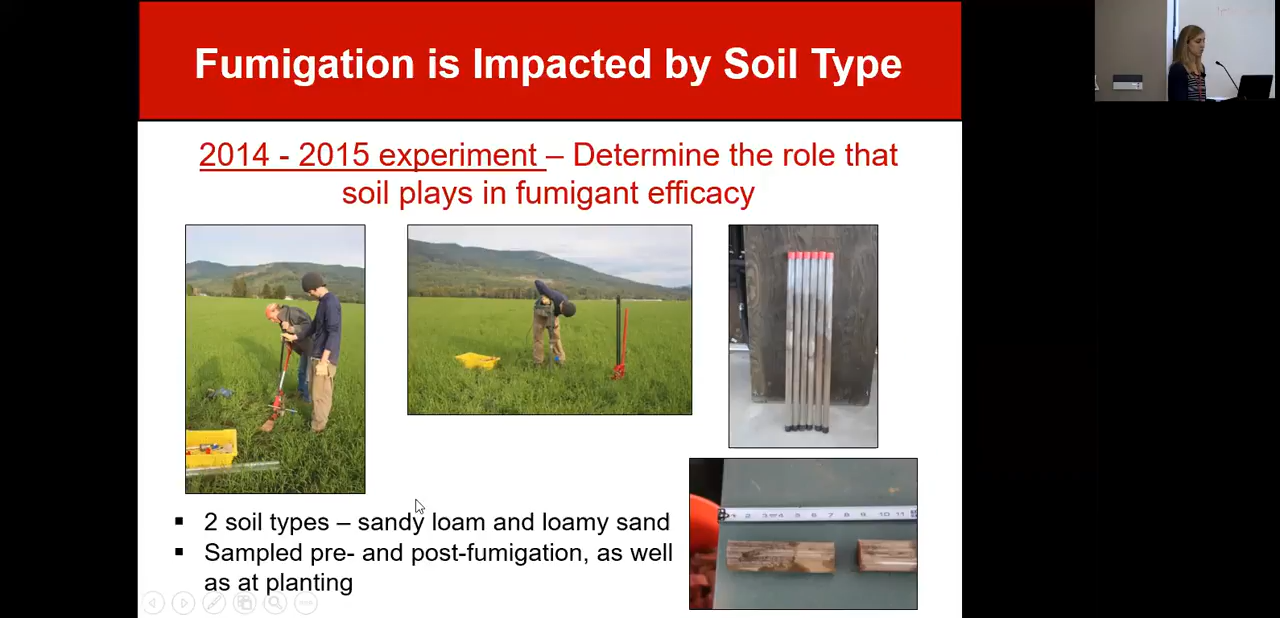 Fumigation is Impacted by Soil Type
2014 - 2015 experiment – Determine the role that
soil plays in fumigant efficacy
▪ 2 soil types – sandy loam and loamy sand
▪ Sampled pre- and post-fumigation, as well
as at planting